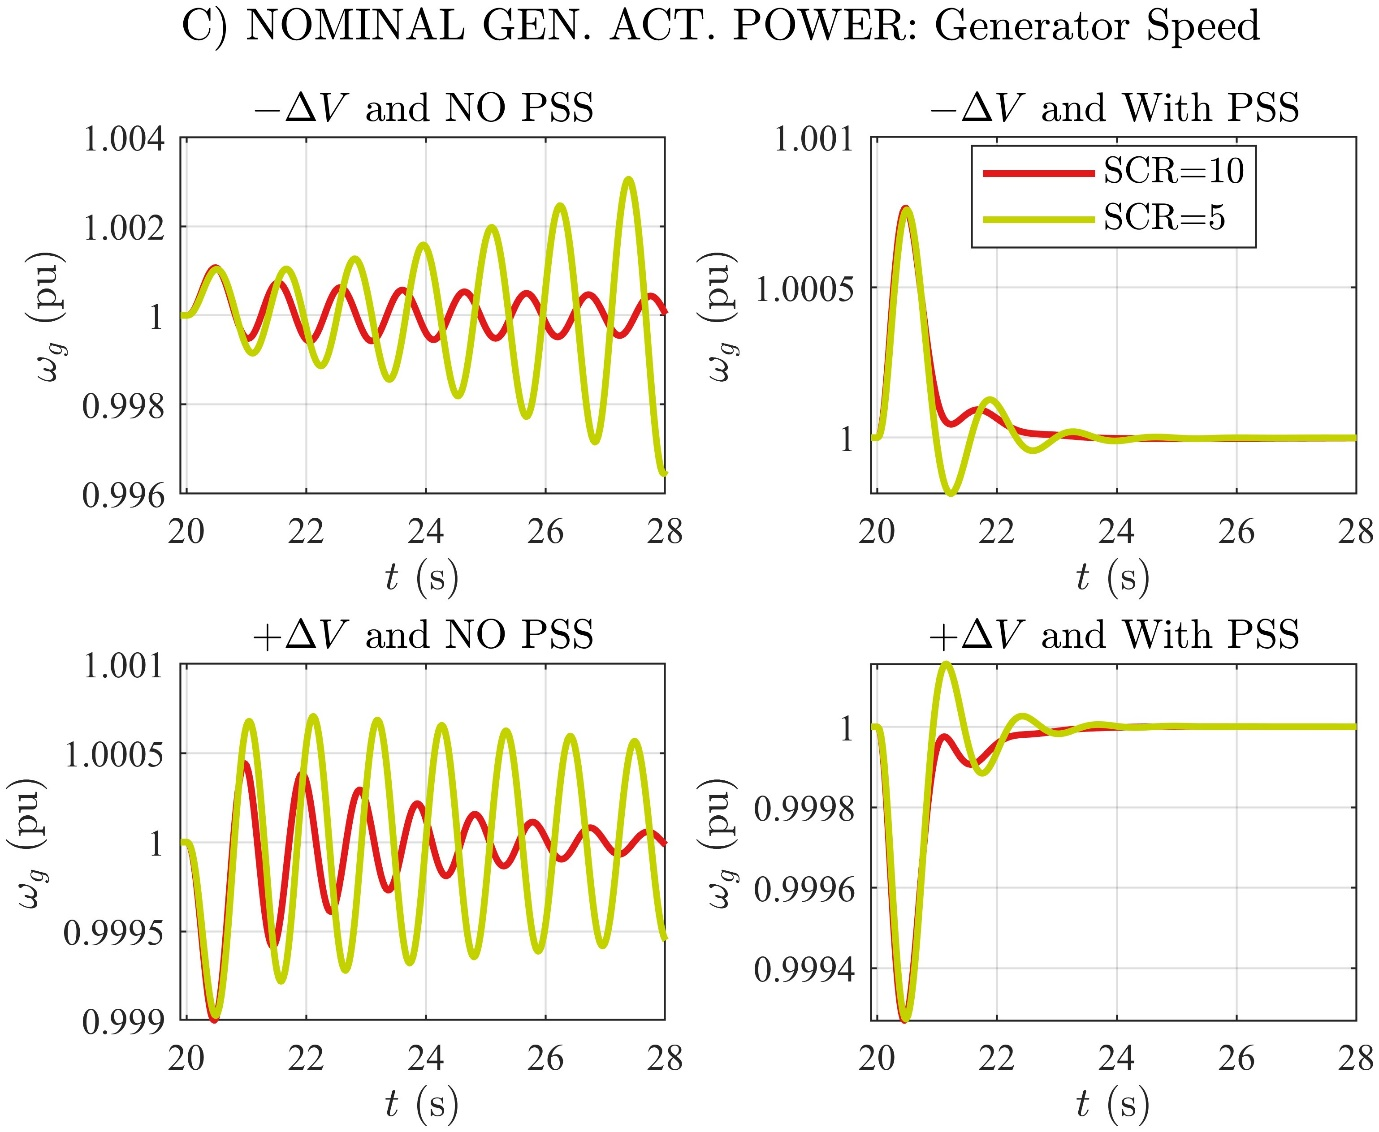 C) NOMINAL GEN. ACT. POWER: Generator Speed
−ΔV and NO PSS
1.004
1.002
1
0.998
0.996
ω_g (pu)
20 22 24 26 28
t (s)
−ΔV and With PSS
SCR=10
SCR=5
1.001
1.0005
1
ω_g (pu)
20 22 24 26 28
t (s)
+ΔV and NO PSS
1.001
1.0005
1
0.9995
0.999
ω_g (pu)
20 22 24 26 28
t (s)
+ΔV and With PSS
1
0.9998
0.9996
0.9994
ω_g (pu)
20 22 24 26 28
t (s)